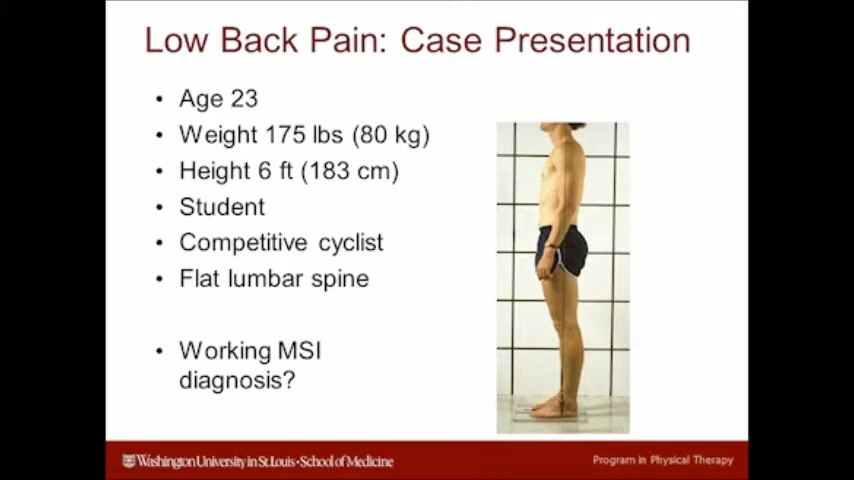 Low Back Pain: Case Presentation
• Age 23
• Weight 175 lbs (80 kg)
• Height 6 ft (183 cm)
• Student
• Competitive cyclist
• Flat lumbar spine
• Working MSI
diagnosis?
Washington University in St. Louis • School of Medicine
Program in Physical Therapy